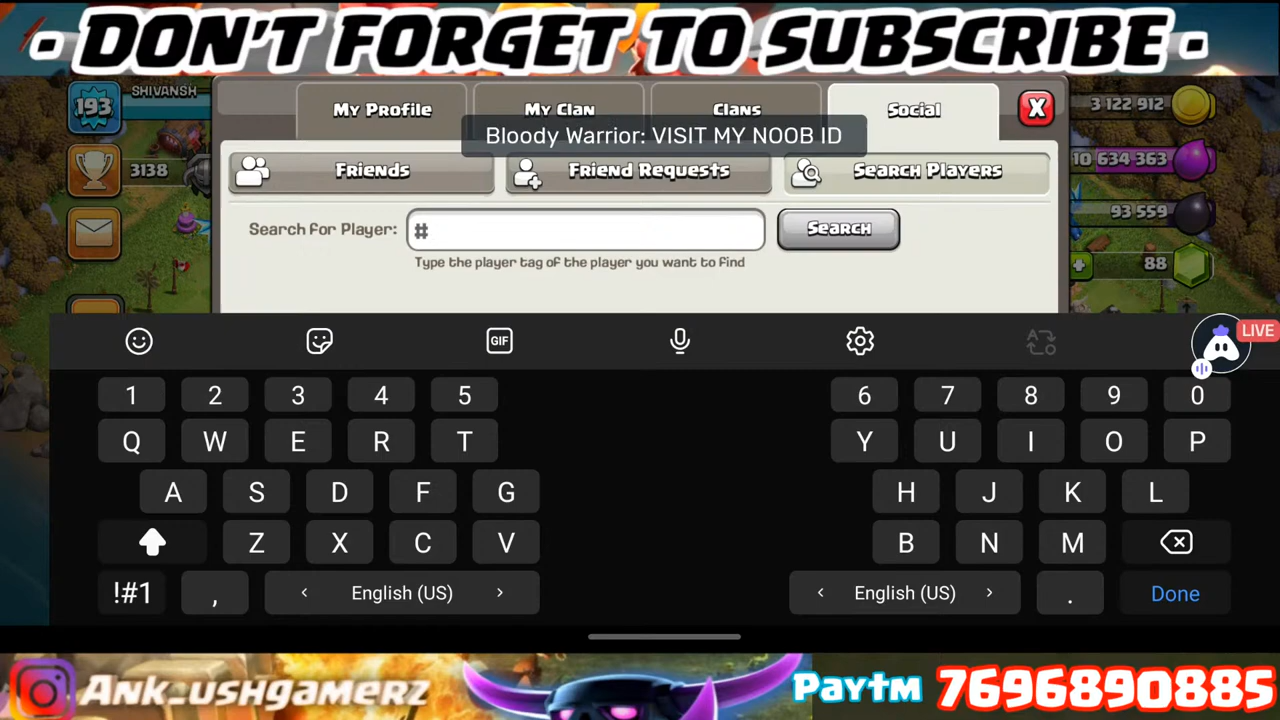 - DON'T FORGET TO SUBSCRIBE -
193
SHIVANSH
My Profile
My Clan
Clans
Social
X
3 122 912
Bloody Warrior: VISIT MY NOOB ID
3138
Friends
Friend Requests
Search Players
10 634 363
Search for Player:
#
Search
93 559
Type the player tag of the player you want to find
88
GIF
LIVE
1 2 3 4 5 6 7 8 9 0
Q W E R T Y U I O P
A S D F G H J K L
Z X C V B N M
!#1 , < English (US) > < English (US) > . Done
Ank_ushgamerz
Paytm 7696890885